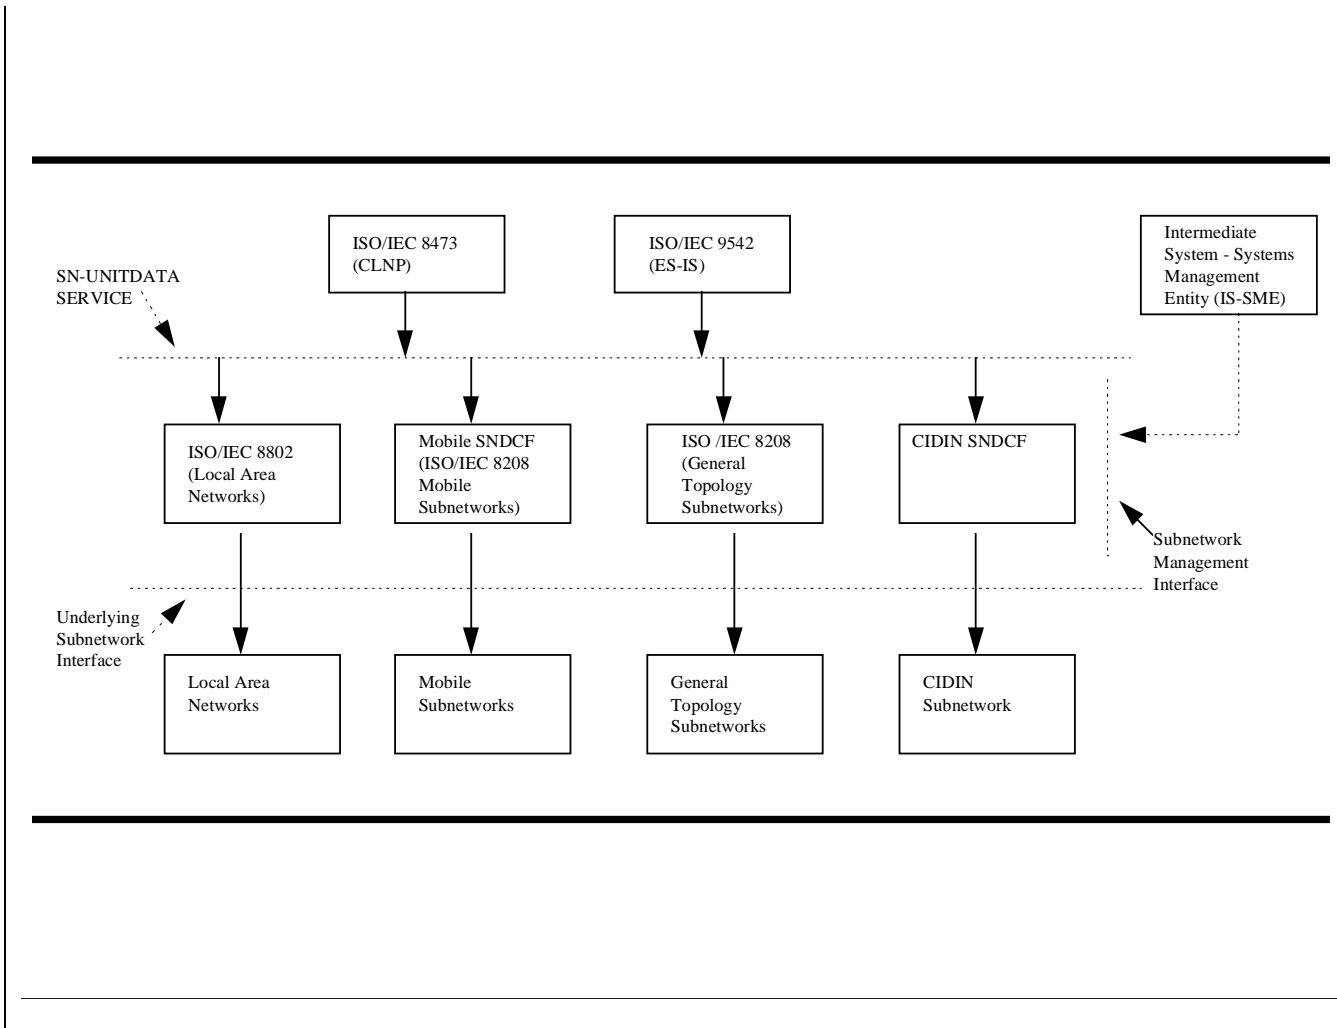 ISO/IEC 8473
(CLNP)
ISO/IEC 9542
(ES-IS)
Intermediate
System - Systems
Management
Entity (IS-SME)
SN-UNITDATA
SERVICE
ISO/IEC 8802
(Local Area
Networks)
Mobile SNDCF
(ISO/IEC 8208
Mobile
Subnetworks)
ISO /IEC 8208
(General
Topology
Subnetworks)
CIDIN SNDCF
Subnetwork
Management
Interface
Underlying
Subnetwork
Interface
Local Area
Networks
Mobile
Subnetworks
General
Topology
Subnetworks
CIDIN
Subnetwork